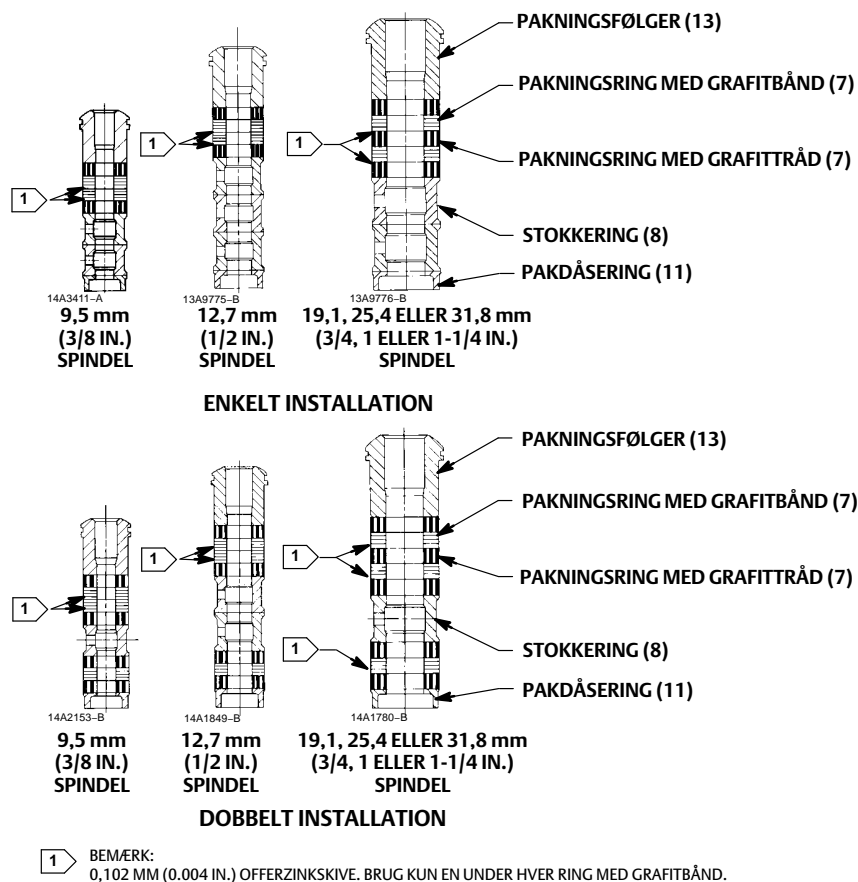 PAKNINGSFØLGER (13)
PAKNINGSRING MED GRAFITBÅND (7)
1
1
1
PAKNINGSRING MED GRAFITTRÅD (7)
STOKKERING (8)
PAKDÅSERING (11)
14A3411-A
13A9775-B
13A9776-B
9,5 mm
(3/8 IN.)
SPINDEL
12,7 mm
(1/2 IN.)
SPINDEL
19,1, 25,4 ELLER 31,8 mm
(3/4, 1 ELLER 1-1/4 IN.)
SPINDEL
ENKELT INSTALLATION
PAKNINGSFØLGER (13)
PAKNINGSRING MED GRAFITBÅND (7)
1
1
1
PAKNINGSRING MED GRAFITTRÅD (7)
STOKKERING (8)
1
PAKDÅSERING (11)
14A2153-B
14A1849-B
14A1780-B
9,5 mm
(3/8 IN.)
SPINDEL
12,7 mm
(1/2 IN.)
SPINDEL
19,1, 25,4 ELLER 31,8 mm
(3/4, 1 ELLER 1-1/4 IN.)
SPINDEL
DOBBELT INSTALLATION
1
BEMÆRK:
0,102 MM (0.004 IN.) OFFERZINKSKIVE. BRUG KUN EN UNDER HVER RING MED GRAFITBÅND.